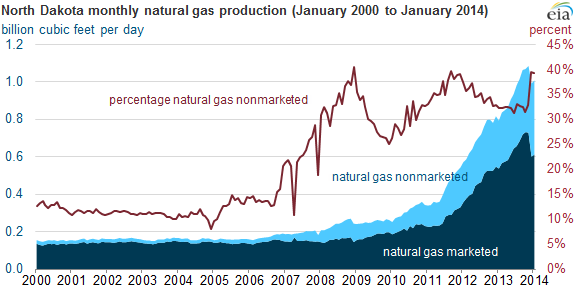 North Dakota monthly natural gas production (January 2000 to January 2014)
eia
billion cubic feet per day
percent
1.2
1.0
0.8
0.6
0.4
0.2
0.0
45%
40%
35%
30%
25%
20%
15%
10%
5%
0%
percentage natural gas nonmarketed
natural gas nonmarketed
natural gas marketed
2000 2001 2002 2003 2004 2005 2006 2007 2008 2009 2010 2011 2012 2013 2014